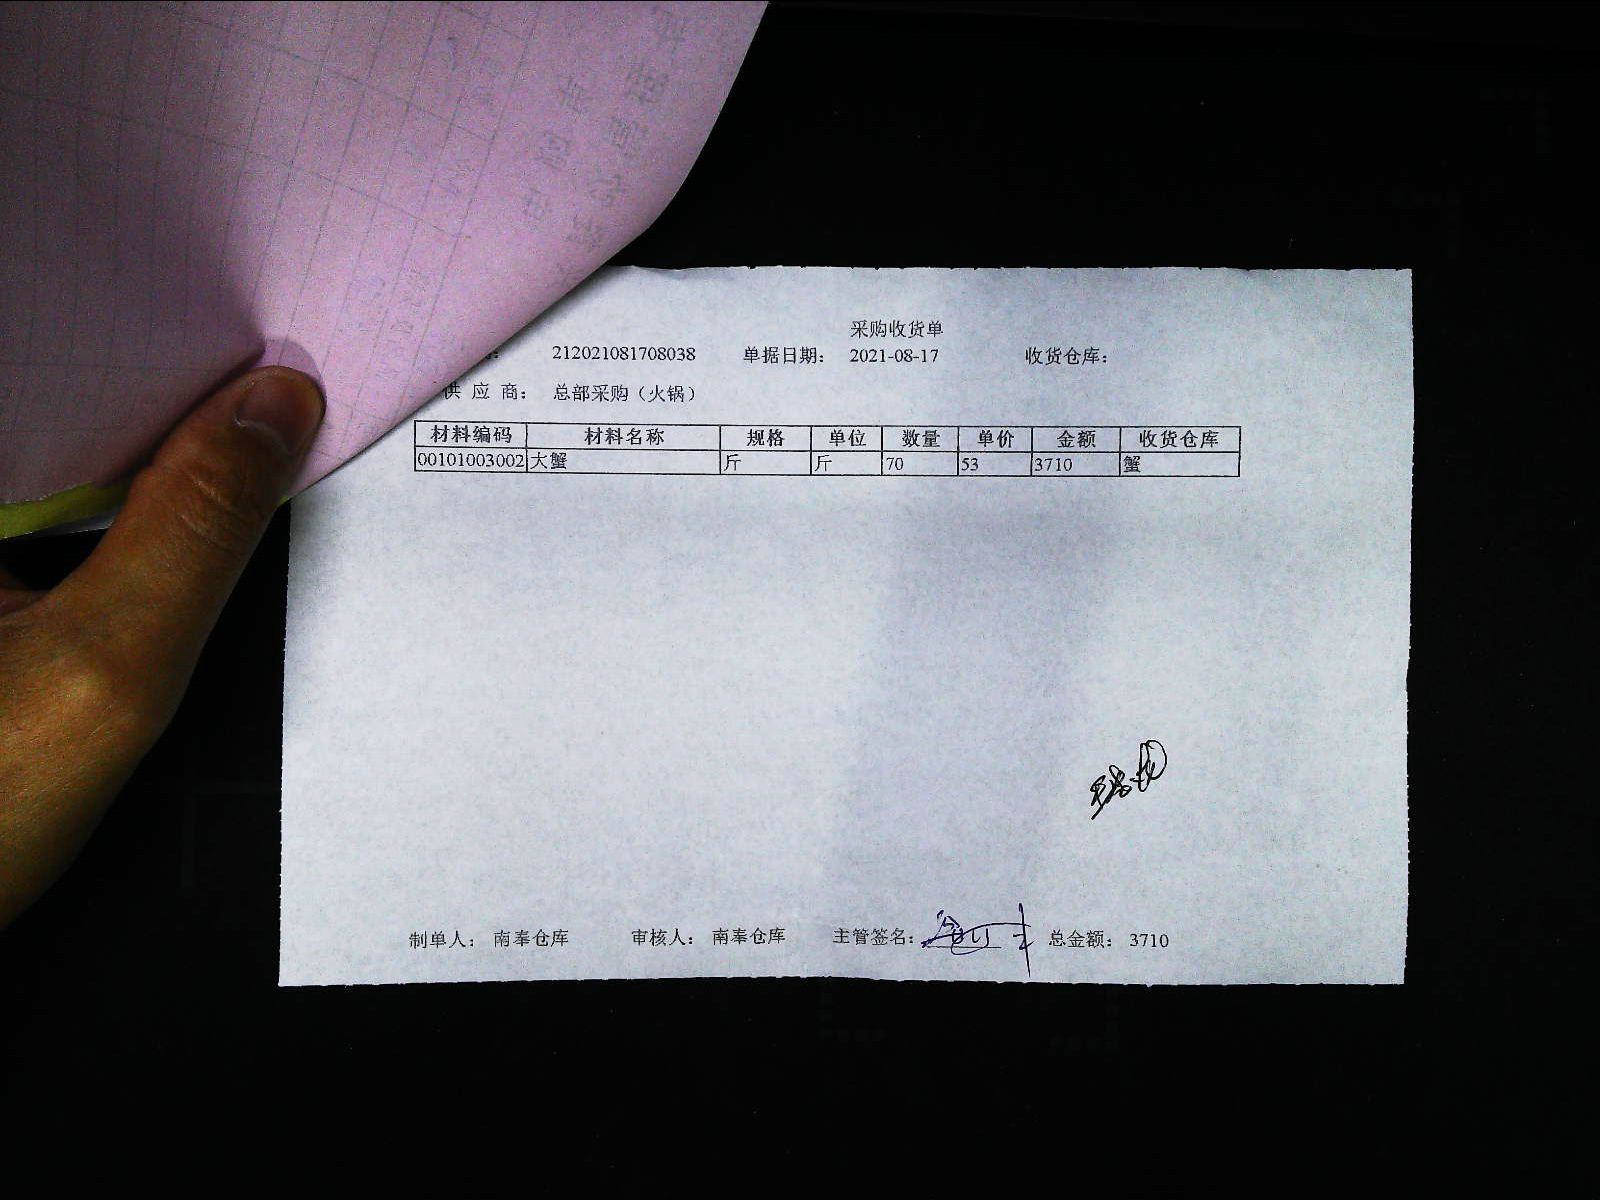 采购收货单
212021081708038 单据日期： 2021-08-17 收货仓库：
供 应 商： 总部采购（火锅）
材料编码 材料名称 规格 单位 数量 单价 金额 收货仓库
00101003002 大蟹 斤 斤 70 53 3710 蟹
制单人： 南奉仓库 审核人： 南奉仓库 主管签名： 总金额： 3710